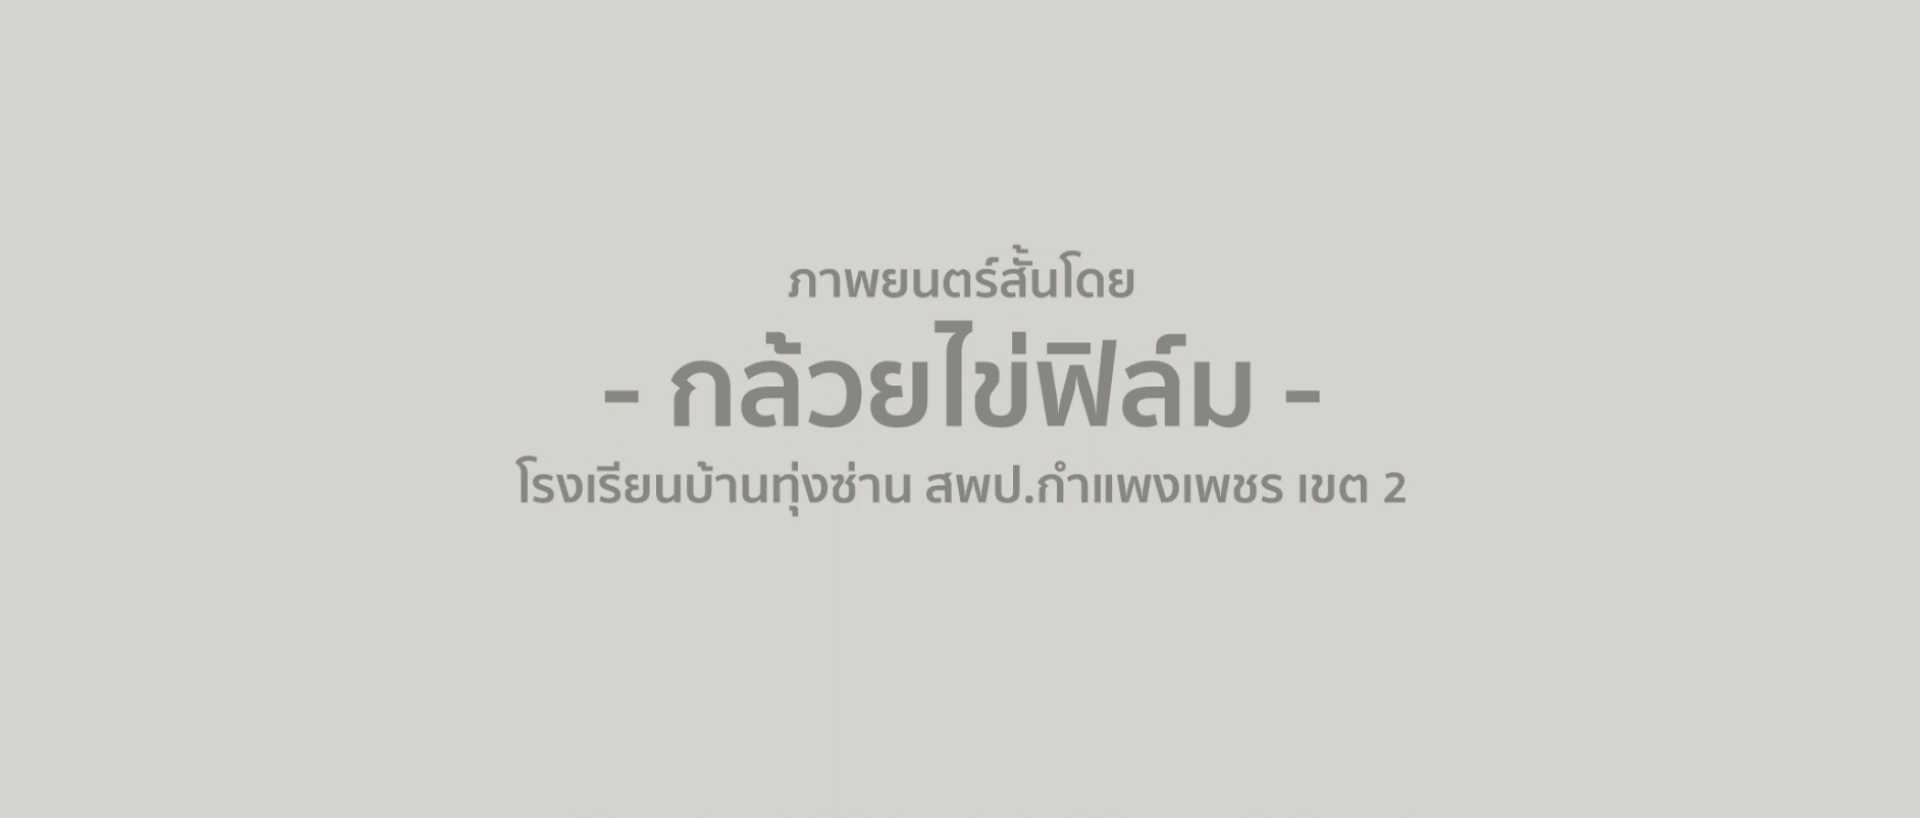 ภาพยนตร์สั้นโดย
- กล้วยไข่ฟิล์ม -
โรงเรียนบ้านทุ่งซ่าน สพป.กำแพงเพชร เขต 2